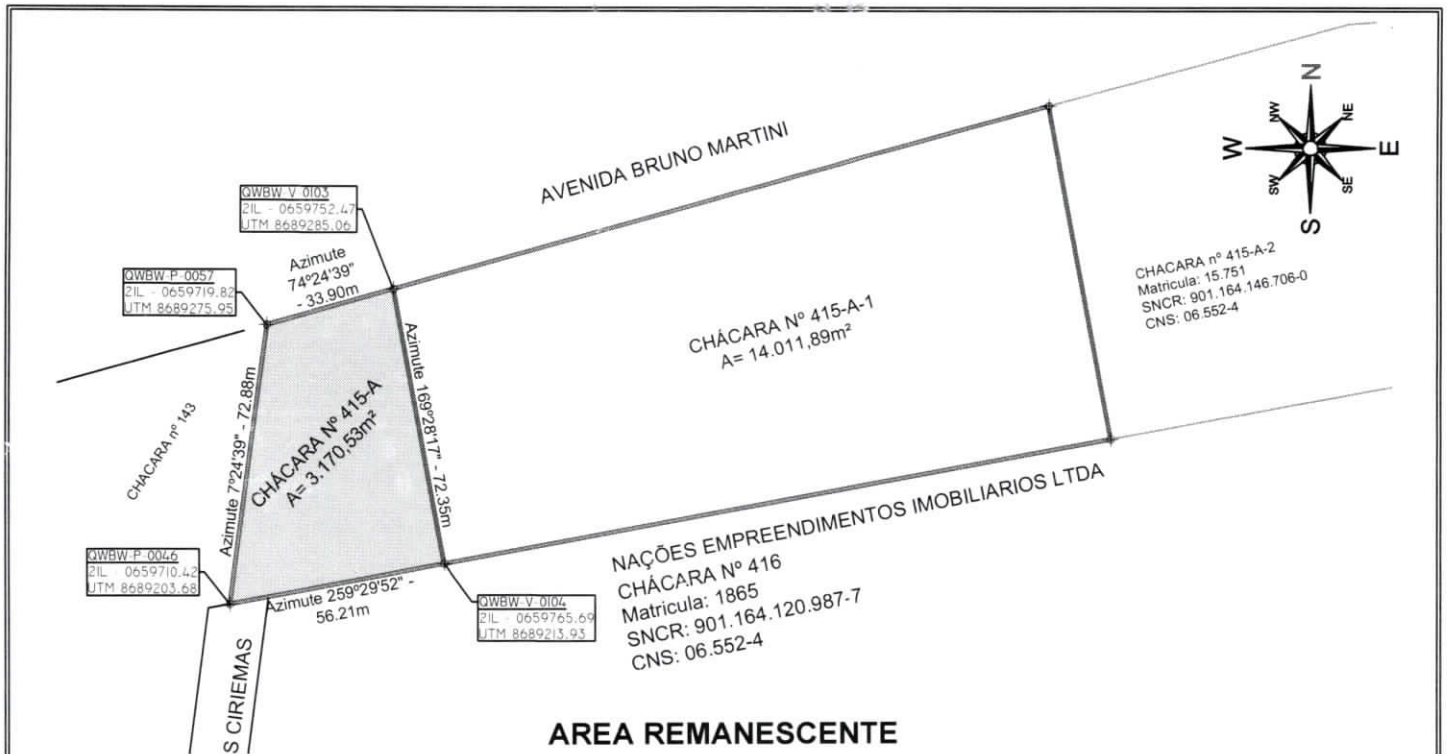 AVENIDA BRUNO MARTINI
N
NW
NE
W
E
SW
SE
S
QWBW-V-0103
21L - 0659752.47
UTM 8689285.06
Azimute
74º24'39"
- 33.90m
QWBW-P-0057
21L - 0659719.82
UTM 8689275.95
CHACARA nº 415-A-2
Matricula: 15.751
SNCR: 901.164.146.706-0
CNS: 06.552-4
CHÁCARA Nº 415-A-1
A= 14.011,89m²
CHACARA nº 143
Azimute 7º24'39" - 72.88m
CHÁCARA Nº 415-A
A= 3.170,53m²
Azimute 169º28'17" - 72.35m
QWBW-P-0046
21L - 0659710.42
UTM 8689203.68
Azimute 259º29'52" -
56.21m
QWBW-V-0104
21L - 0659765.69
UTM 8689213.93
NAÇÕES EMPREENDIMENTOS IMOBILIARIOS LTDA
CHÁCARA Nº 416
Matricula: 1865
SNCR: 901.164.120.987-7
CNS: 06.552-4
S CIRIEMAS
AREA REMANESCENTE